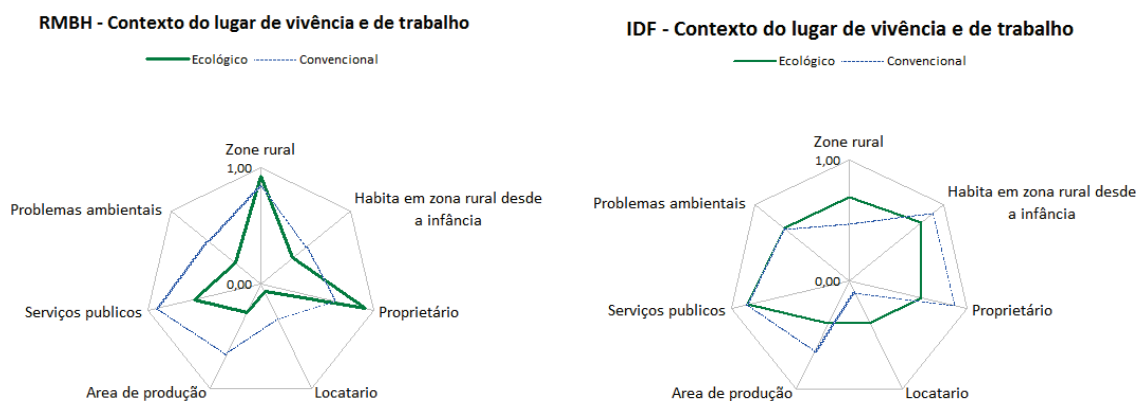 RMBH - Contexto do lugar de vivência e de trabalho
Ecológico
Convencional
Zone rural
1,00
Habita em zona rural desde
a infância
Problemas ambientais
0,00
Serviços publicos
Proprietário
Area de produção
Locatario
IDF - Contexto do lugar de vivência e de trabalho
Ecológico
Convencional
Zone rural
1,00
Habita em zona rural desde
a infância
Problemas ambientais
0,00
Serviços publicos
Proprietário
Area de produção
Locatario